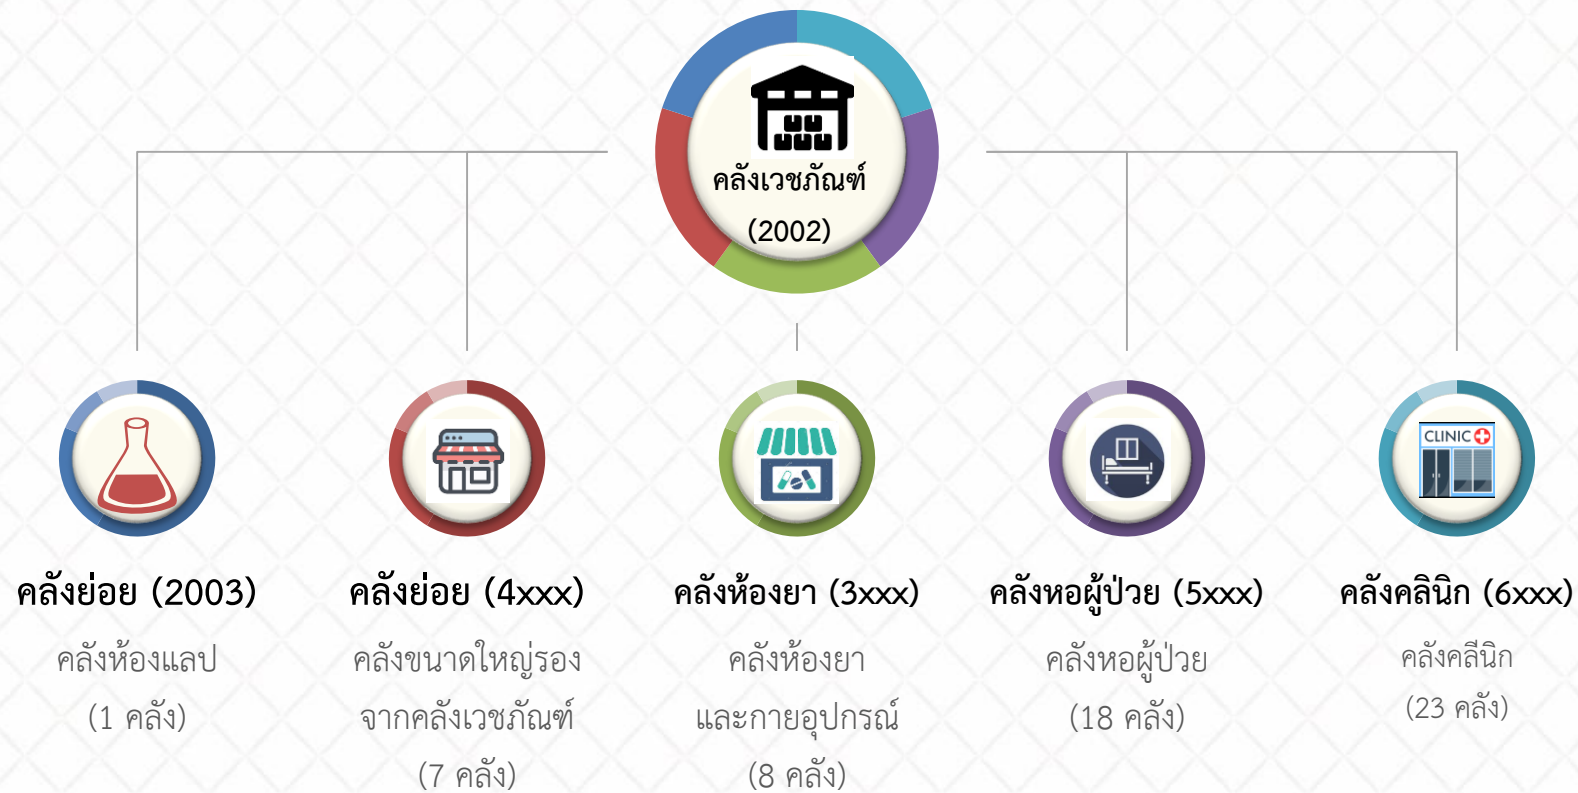 คลังเวชภัณฑ์
(2002)
CLINIC
คลังย่อย (2003)
คลังห้องแลป
(1 คลัง)
คลังย่อย (4xxx)
คลังขนาดใหญ่รอง
จากคลังเวชภัณฑ์
(7 คลัง)
คลังห้องยา (3xxx)
คลังห้องยา
และกายอุปกรณ์
(8 คลัง)
คลังหอผู้ป่วย (5xxx)
คลังหอผู้ป่วย
(18 คลัง)
คลังคลินิก (6xxx)
คลังคลีนิก
(23 คลัง)